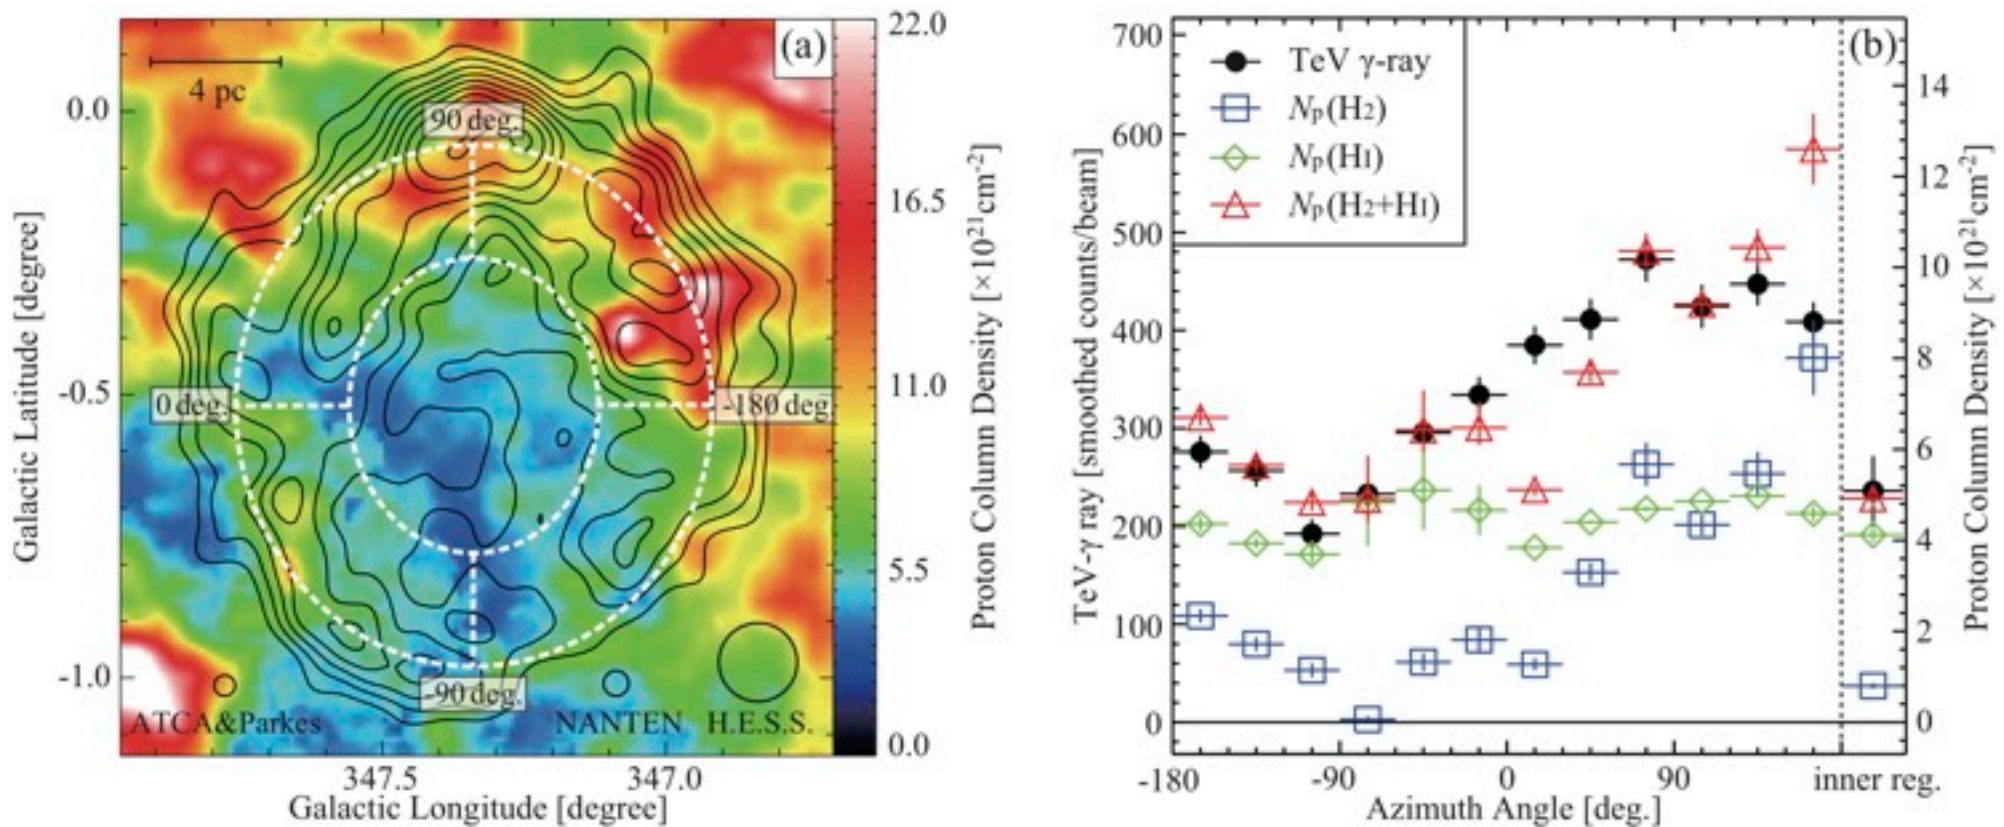 (a)
4 pc
90 deg.
0 deg.
-180 deg.
-90 deg.
ATCA&Parkes
NANTEN
H.E.S.S.
0.0
-0.5
-1.0
Galactic Latitude [degree]
347.5
347.0
Galactic Longitude [degree]
22.0
16.5
11.0
5.5
0.0
Proton Column Density [×10²¹cm⁻²]
(b)
TeV γ-ray
Nₚ(H₂)
Nₚ(HI)
Nₚ(H₂+HI)
700
600
500
400
300
200
100
0
TeV-γ ray [smoothed counts/beam]
14
12
10
8
6
4
2
0
Proton Column Density [×10²¹cm⁻²]
-180
-90
0
90
inner reg.
Azimuth Angle [deg.]